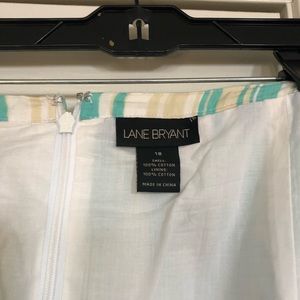 LANE BRYANT
18
SHELL:
100% COTTON
LINING:
100% COTTON
MADE IN CHINA